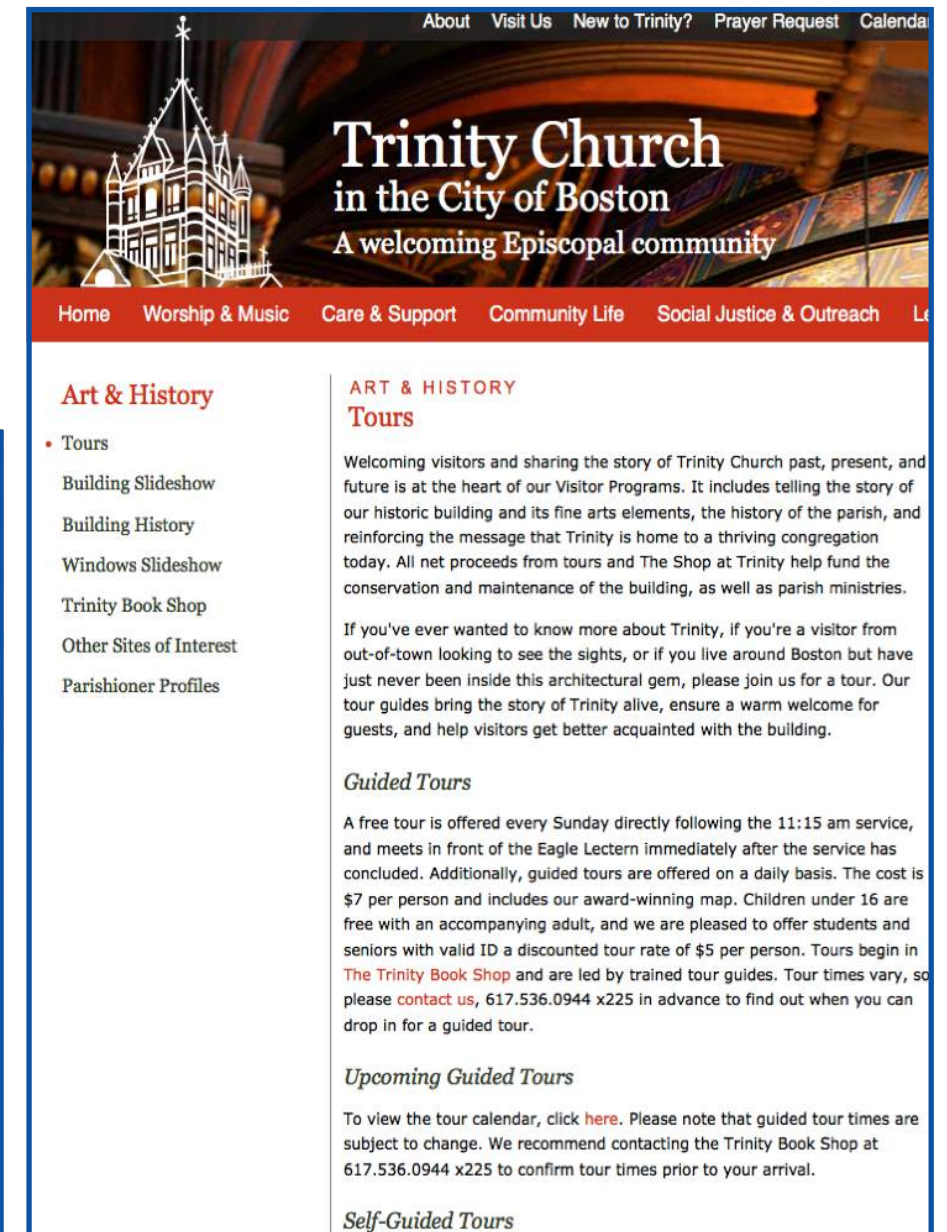 About Visit Us New to Trinity? Prayer Request Calendar
Trinity Church
in the City of Boston
A welcoming Episcopal community
Home Worship & Music Care & Support Community Life Social Justice & Outreach
Art & History
Tours
Building Slideshow
Building History
Windows Slideshow
Trinity Book Shop
Other Sites of Interest
Parishioner Profiles
ART & HISTORY
Tours
Welcoming visitors and sharing the story of Trinity Church past, present, and
future is at the heart of our Visitor Programs. It includes telling the story of
our historic building and its fine arts elements, the history of the parish, and
reinforcing the message that Trinity is home to a thriving congregation
today. All net proceeds from tours and The Shop at Trinity help fund the
conservation and maintenance of the building, as well as parish ministries.
If you've ever wanted to know more about Trinity, if you're a visitor from
out-of-town looking to see the sights, or if you live around Boston but have
just never been inside this architectural gem, please join us for a tour. Our
tour guides bring the story of Trinity alive, ensure a warm welcome for
guests, and help visitors get better acquainted with the building.
Guided Tours
A free tour is offered every Sunday directly following the 11:15 am service,
and meets in front of the Eagle Lectern immediately after the service has
concluded. Additionally, guided tours are offered on a daily basis. The cost is
$7 per person and includes our award-winning map. Children under 16 are
free with an accompanying adult, and we are pleased to offer students and
seniors with valid ID a discounted tour rate of $5 per person. Tours begin in
The Trinity Book Shop and are led by trained tour guides. Tour times vary, so
please contact us, 617.536.0944 x225 in advance to find out when you can
drop in for a guided tour.
Upcoming Guided Tours
To view the tour calendar, click here. Please note that guided tour times are
subject to change. We recommend contacting the Trinity Book Shop at
617.536.0944 x225 to confirm tour times prior to your arrival.
Self-Guided Tours